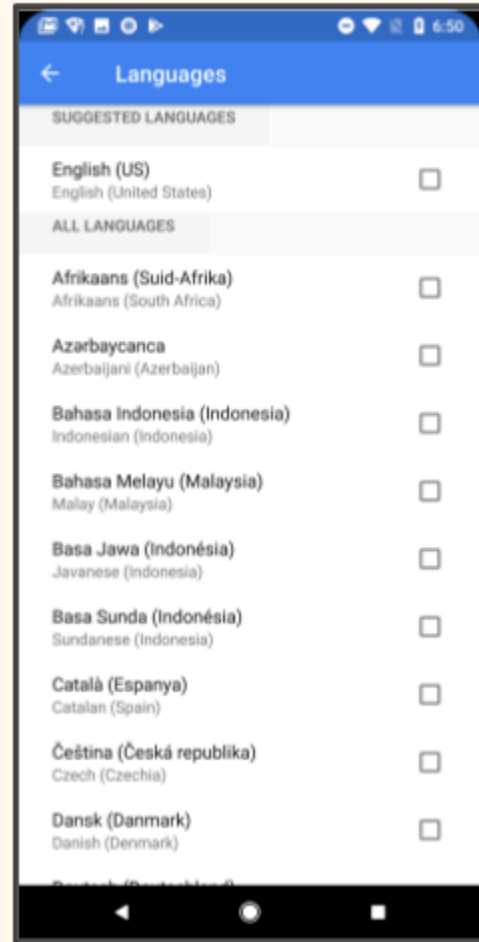 6:50
Languages
SUGGESTED LANGUAGES
English (US)
English (United States)
ALL LANGUAGES
Afrikaans (Suid-Afrika)
Afrikaans (South Africa)
Azərbaycanca
Azerbaijani (Azerbaijan)
Bahasa Indonesia (Indonesia)
Indonesian (Indonesia)
Bahasa Melayu (Malaysia)
Malay (Malaysia)
Basa Jawa (Indonésia)
Javanese (Indonesia)
Basa Sunda (Indonésia)
Sundanese (Indonesia)
Català (Espanya)
Catalan (Spain)
Čeština (Česká republika)
Czech (Czechia)
Dansk (Danmark)
Danish (Denmark)